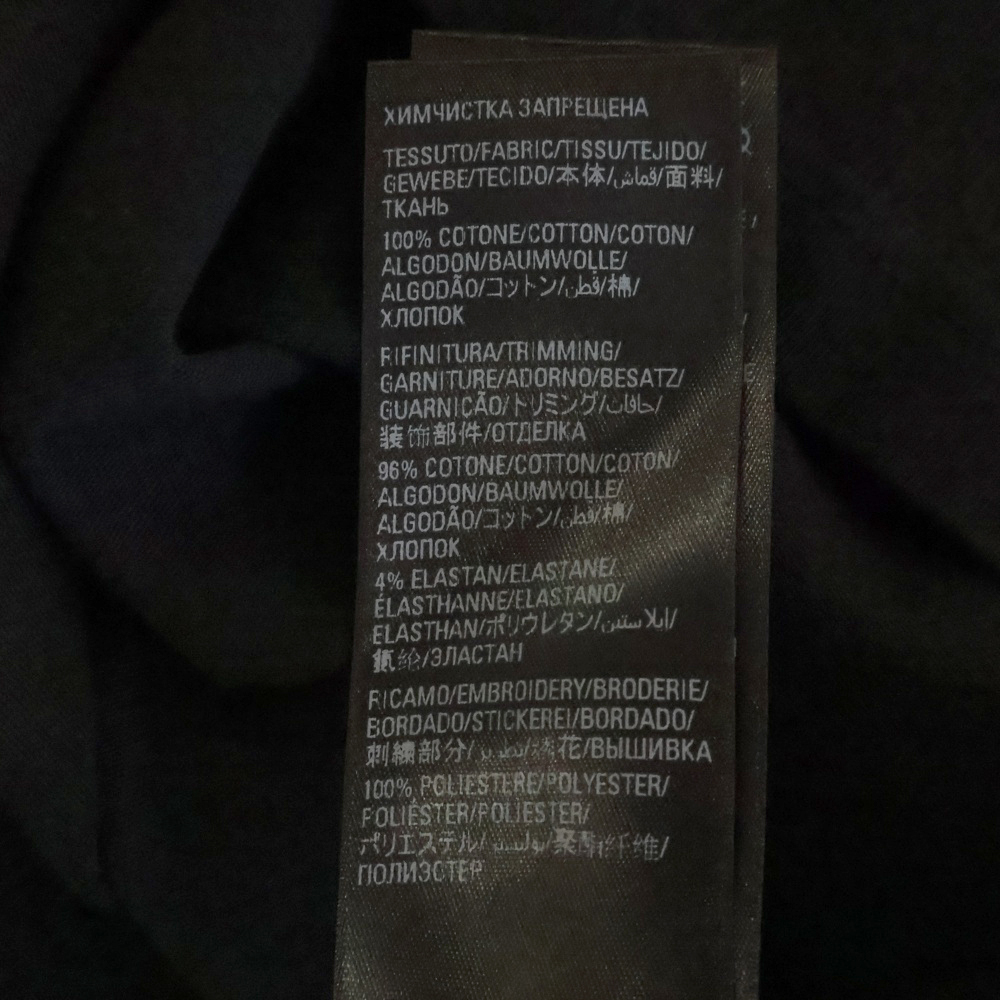 ХИМЧИСТКА ЗАПРЕЩЕНА
TESSUTO/FABRIC/TISSU/TEJIDO/
GEWEBE/TECIDO/本体/قماش/面料/
ТКАНЬ
100% COTONE/COTTON/COTON/
ALGODON/BAUMWOLLE/
ALGODÃO/コットン/قطن/棉/
ХЛОПОК
RIFINITURA/TRIMMING/
GARNITURE/ADORNO/BESATZ/
GUARNIÇÃO/トリミング/حافات/
装饰部件/ОТДЕЛКА
96% COTONE/COTTON/COTON/
ALGODON/BAUMWOLLE/
ALGODÃO/コットン/قطن/棉/
ХЛОПОК
4% ELASTAN/ELASTANE/
ÉLASTHANNE/ELASTANO/
ELASTHAN/ポリウレタン/ايلاستين/
氨纶/ЭЛАСТАН
RICAMO/EMBROIDERY/BRODERIE/
BORDADO/STICKEREI/BORDADO/
刺繍部分/تطريز/绣花/ВЫШИВКА
100% POLIESTERE/POLYESTER/
POLIÉSTER/POLIESTER/
ポリエステル/بوليستر/聚酯纤维/
ПОЛИЭСТЕР